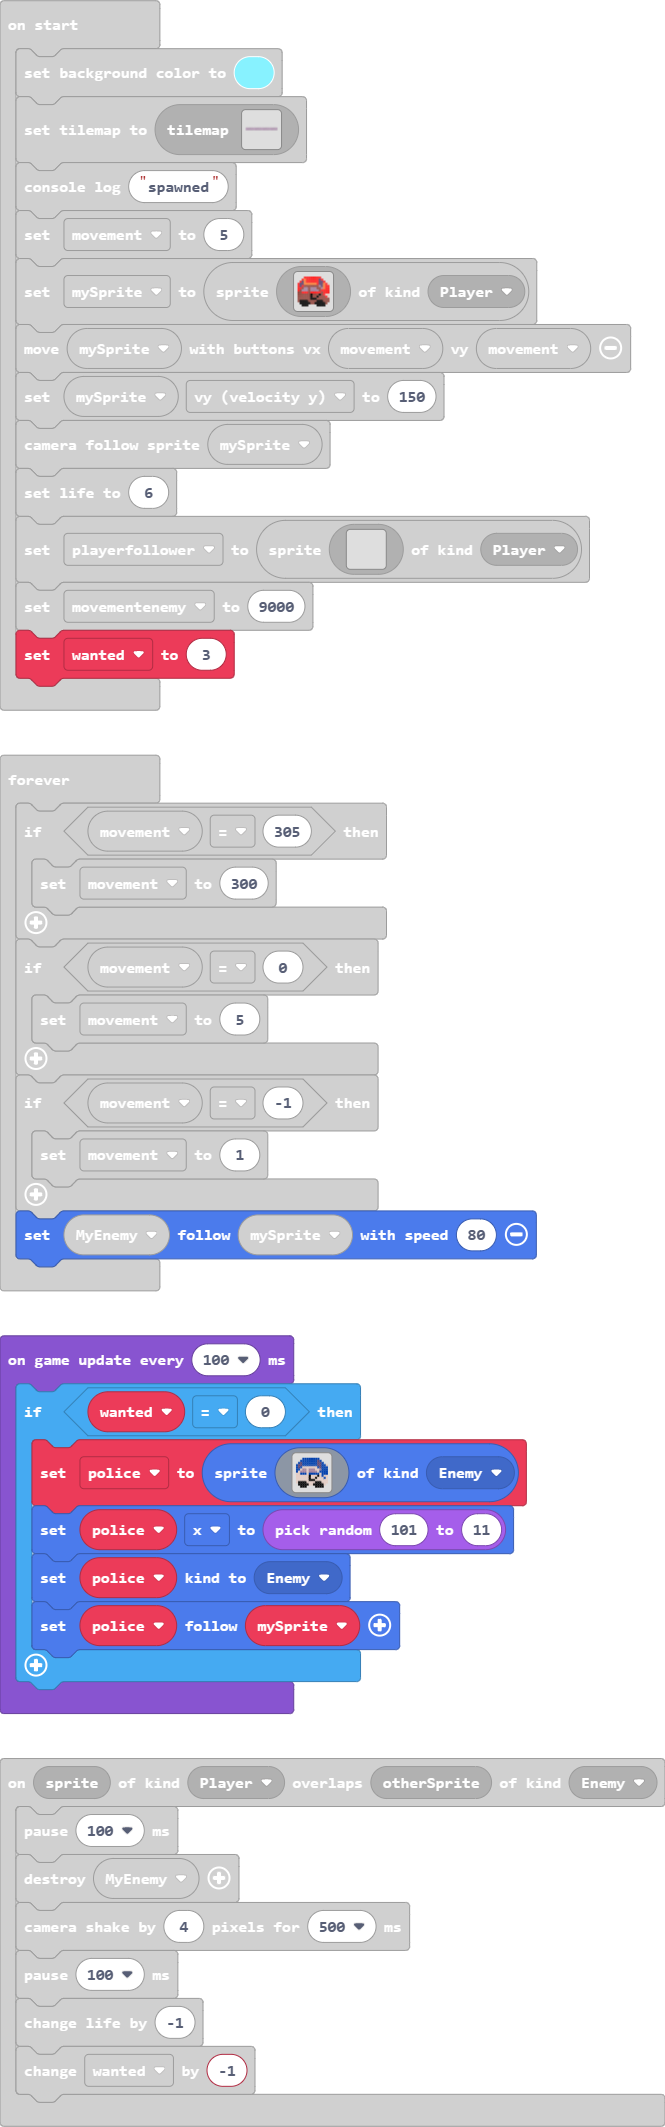 on start
set background color to
set tilemap to tilemap
console log "spawned"
set movement to 5
set mySprite to sprite of kind Player
move mySprite with buttons vx movement vy movement
set mySprite vy (velocity y) to 150
camera follow sprite mySprite
set life to 6
set playerfollower to sprite of kind Player
set movementenemy to 9000
set wanted to 3
forever
if movement = 305 then
set movement to 300
if movement = 0 then
set movement to 5
if movement = -1 then
set movement to 1
set MyEnemy follow mySprite with speed 80
on game update every 100 ms
if wanted = 0 then
set police to sprite of kind Enemy
set police x to pick random 101 to 11
set police kind to Enemy
set police follow mySprite
on sprite of kind Player overlaps otherSprite of kind Enemy
pause 100 ms
destroy MyEnemy
camera shake by 4 pixels for 500 ms
pause 100 ms
change life by -1
change wanted by -1